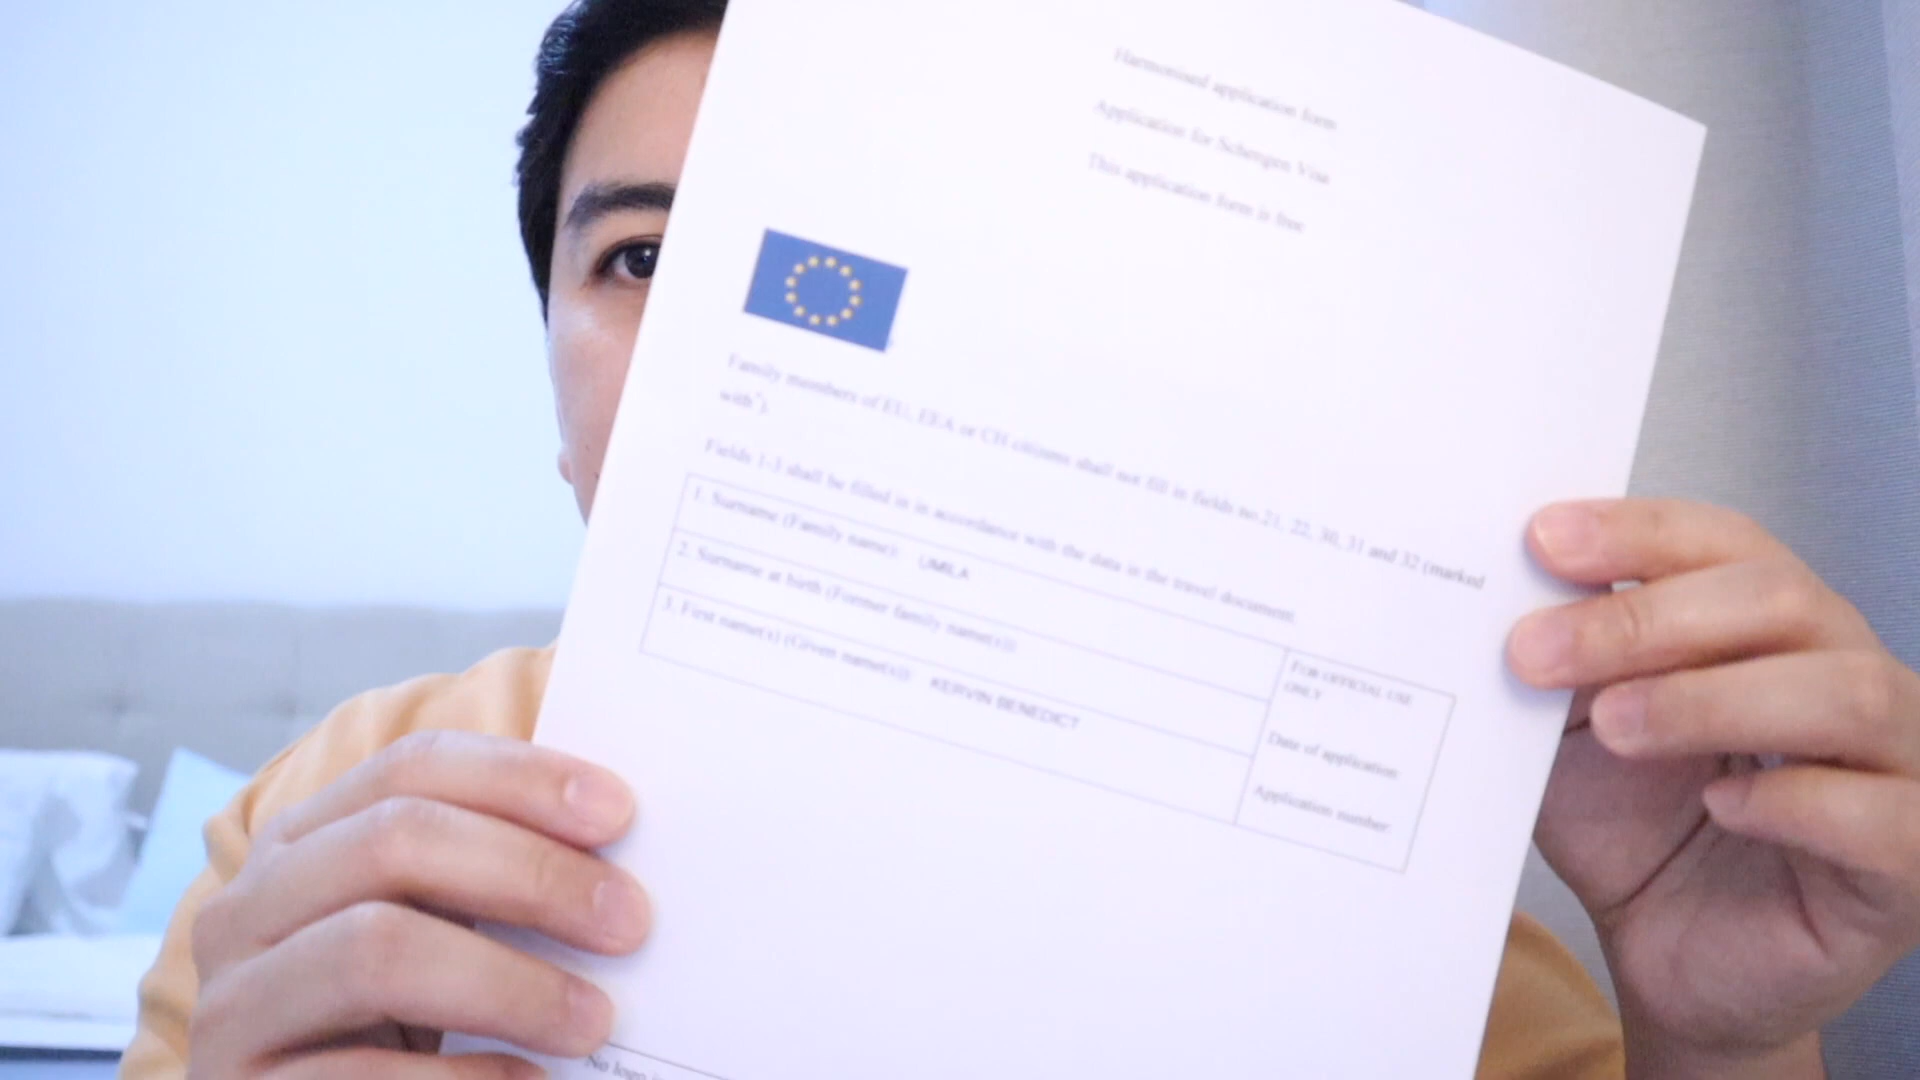 Harmonised application form
Application for Schengen Visa
This application form is free
Family members of EU, EEA or CH citizens shall not fill in fields no.21, 22, 30, 31 and 32 (marked
with*).
Fields 1-3 shall be filled in in accordance with the data in the travel document.
1. Surname (Family name): UMILA
2. Surname at birth (Former family name(s)):
3. First name(s) (Given name(s)): KERVIN BENEDICT
FOR OFFICIAL USE
ONLY
Date of application:
Application number:
No logo